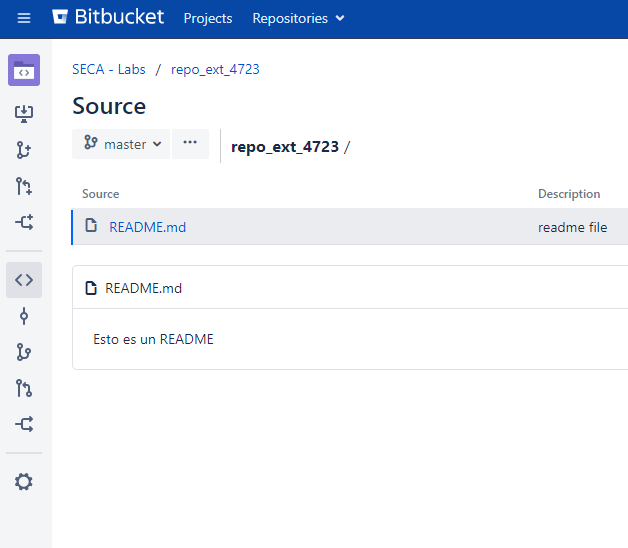 Bitbucket Projects Repositories
SECA - Labs / repo_ext_4723
Source
master ··· repo_ext_4723 /
Source Description
README.md readme file
README.md
Esto es un README